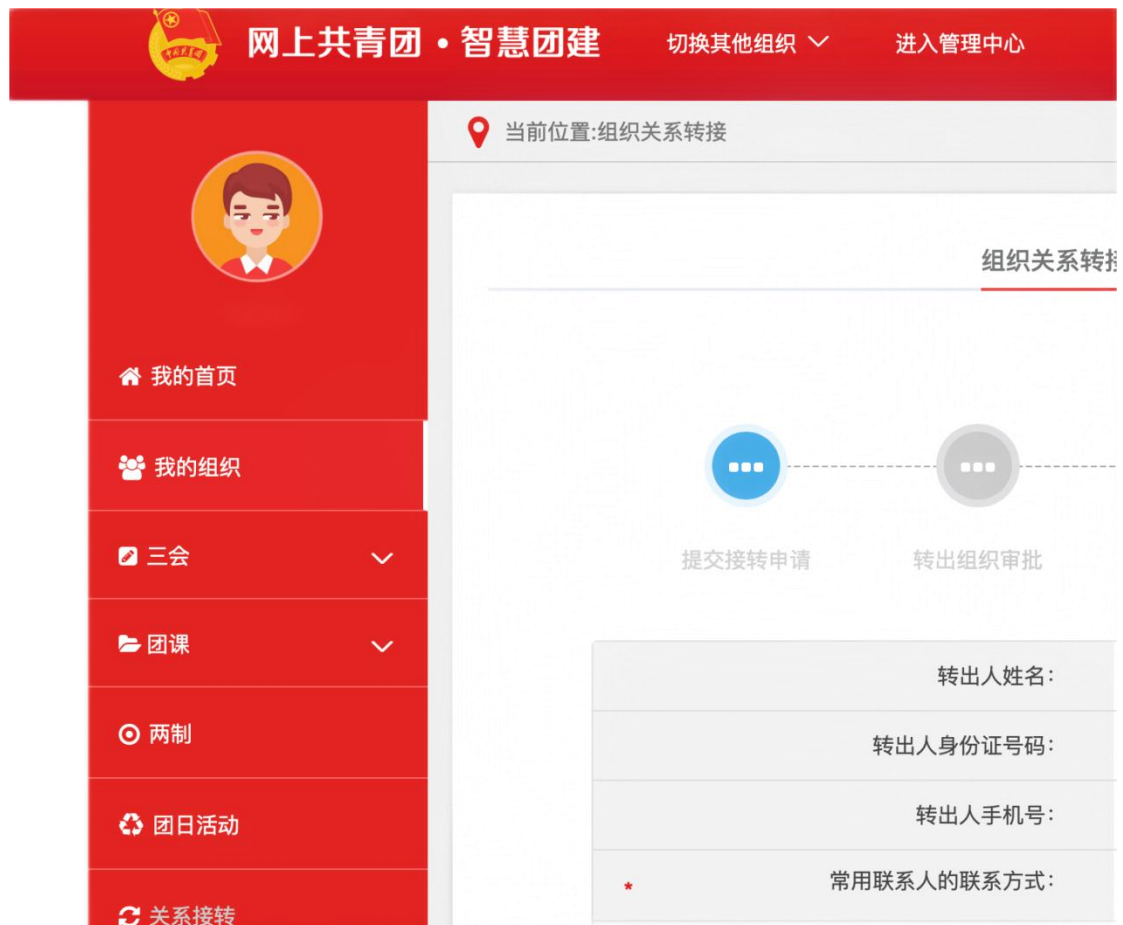 网上共青团·智慧团建 切换其他组织 进入管理中心
当前位置:组织关系转接
组织关系转接
我的首页
我的组织
三会
提交接转申请 转出组织审批
团课
转出人姓名:
两制
转出人身份证号码:
团日活动
转出人手机号:
* 常用联系人的联系方式:
关系接转